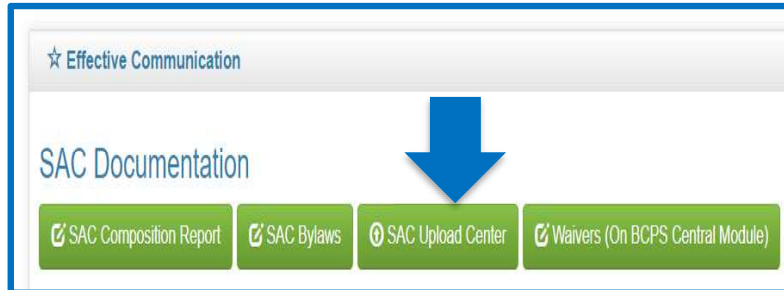 Effective Communication
SAC Documentation
SAC Composition Report SAC Bylaws SAC Upload Center Waivers (On BCPS Central Module)